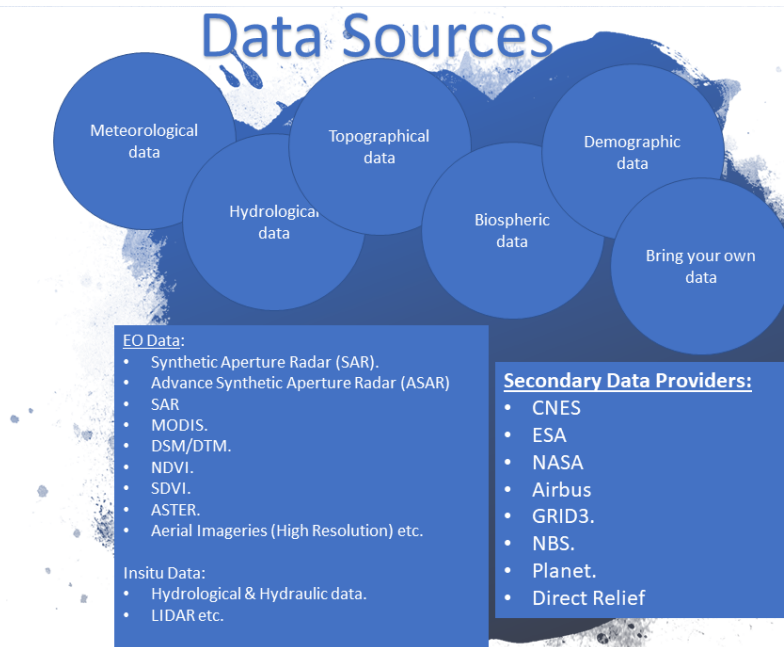 Data Sources
Meteorological
data
Hydrological
data
Topographical
data
Biospheric
data
Demographic
data
Bring your own
data
EO Data:
• Synthetic Aperture Radar (SAR).
• Advance Synthetic Aperture Radar (ASAR)
• SAR
• MODIS.
• DSM/DTM.
• NDVI.
• SDVI.
• ASTER.
• Aerial Imageries (High Resolution) etc.
Insitu Data:
• Hydrological & Hydraulic data.
• LIDAR etc.
Secondary Data Providers:
• CNES
• ESA
• NASA
• Airbus
• GRID3.
• NBS.
• Planet.
• Direct Relief